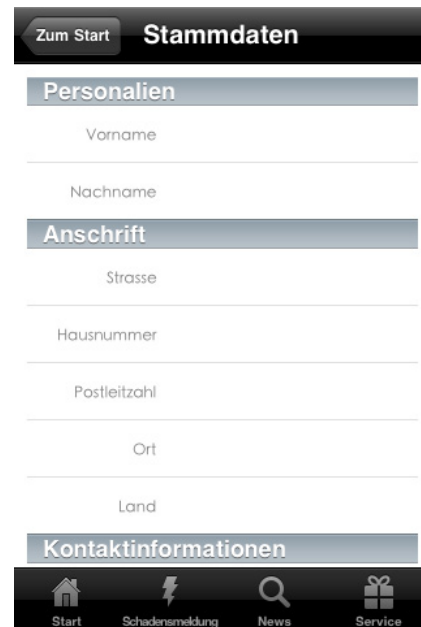 Zum Start
Stammdaten
Personalien
Vorname
Nachname
Anschrift
Strasse
Hausnummer
Postleitzahl
Ort
Land
Kontaktinformationen
Start
Schadensmeldung
News
Service